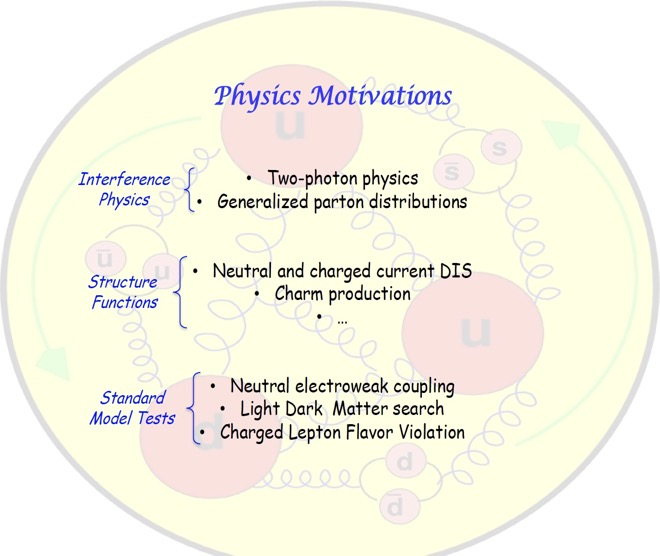 Physics Motivations
u
s
s̅
Interference
Physics
• Two-photon physics
• Generalized parton distributions
u̅
u
Structure
Functions
• Neutral and charged current DIS
• Charm production
• ...
u
Standard
Model Tests
• Neutral electroweak coupling
• Light Dark Matter search
• Charged Lepton Flavor Violation
d
d
d̅